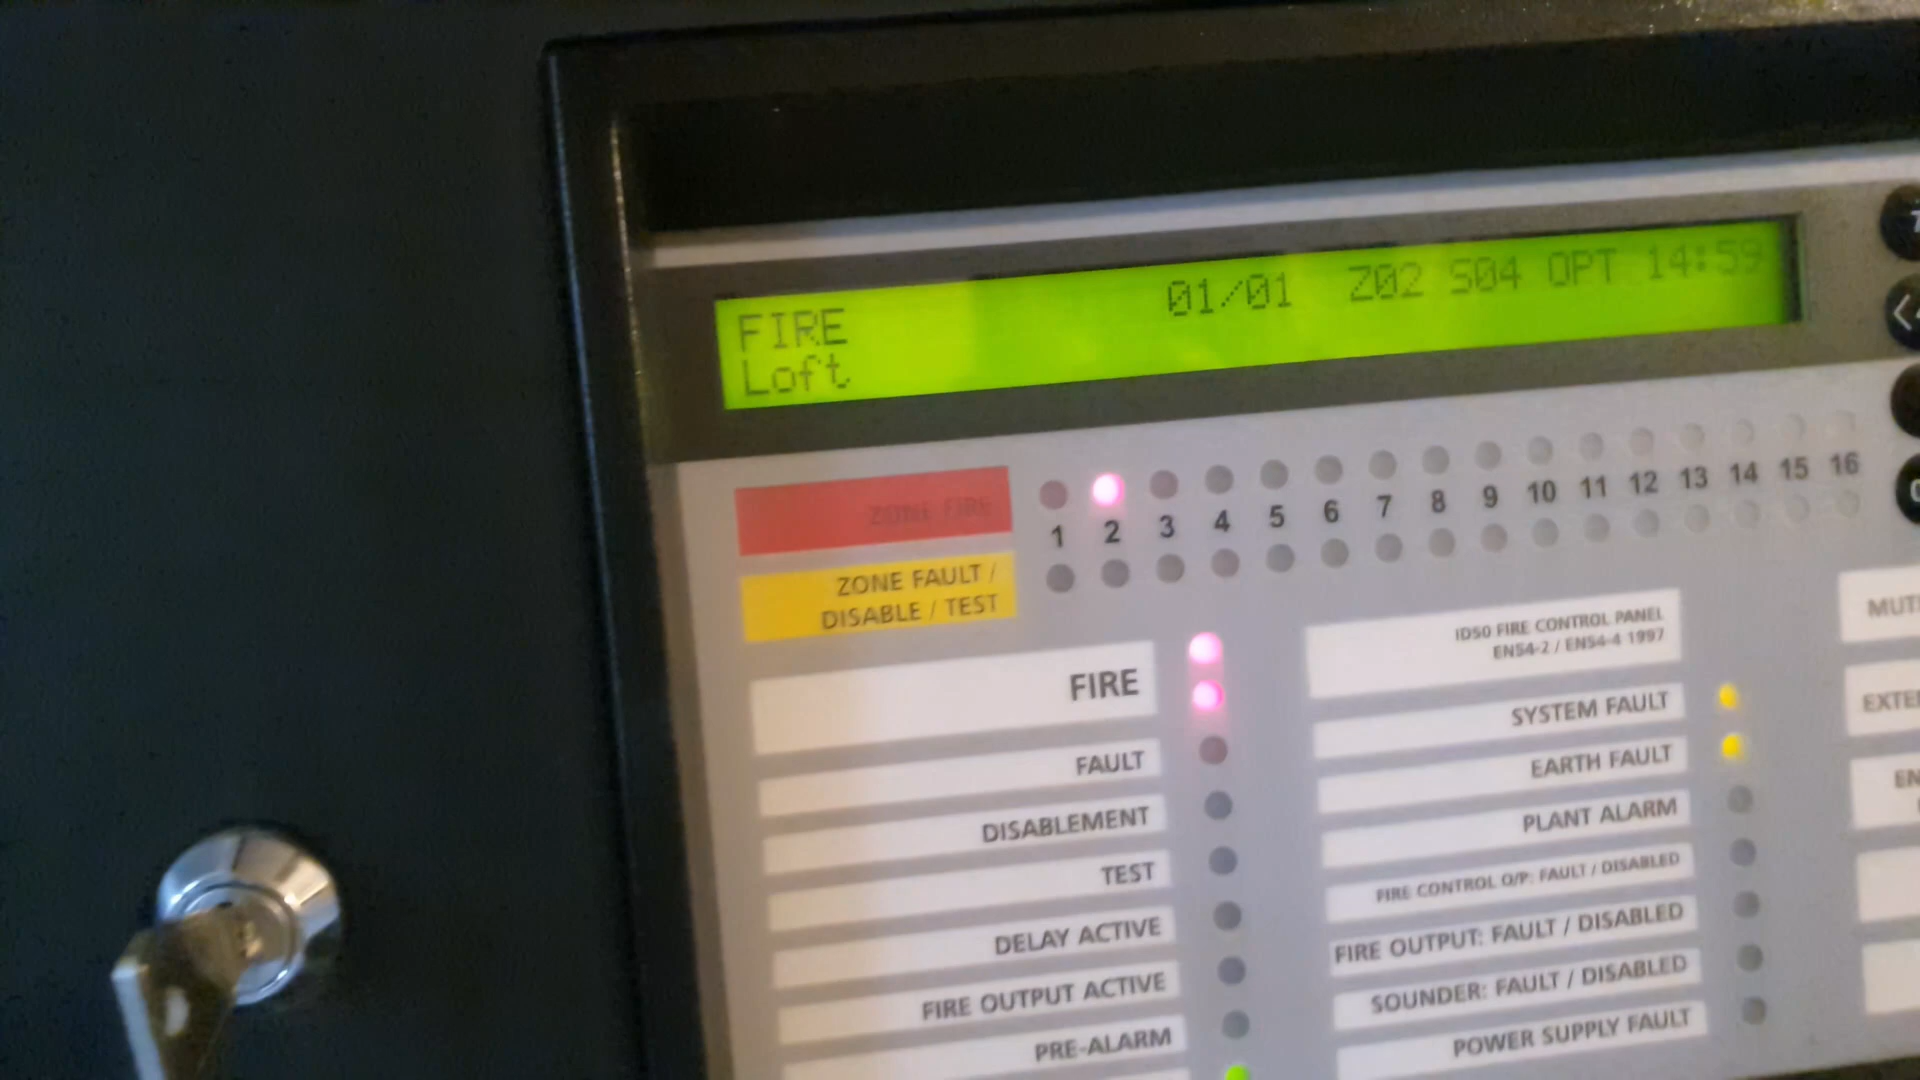 FIRE 01/01 Z02 S04 OPT 14:59
Loft
ZONE FIRE
1 2 3 4 5 6 7 8 9 10 11 12 13 14 15 16
ZONE FAULT /
DISABLE / TEST
FIRE
FAULT
DISABLEMENT
TEST
DELAY ACTIVE
FIRE OUTPUT ACTIVE
PRE-ALARM
ID50 FIRE CONTROL PANEL
EN54-2 / EN54-4 1997
SYSTEM FAULT
EARTH FAULT
PLANT ALARM
FIRE CONTROL O/P: FAULT / DISABLED
FIRE OUTPUT: FAULT / DISABLED
SOUNDER: FAULT / DISABLED
POWER SUPPLY FAULT